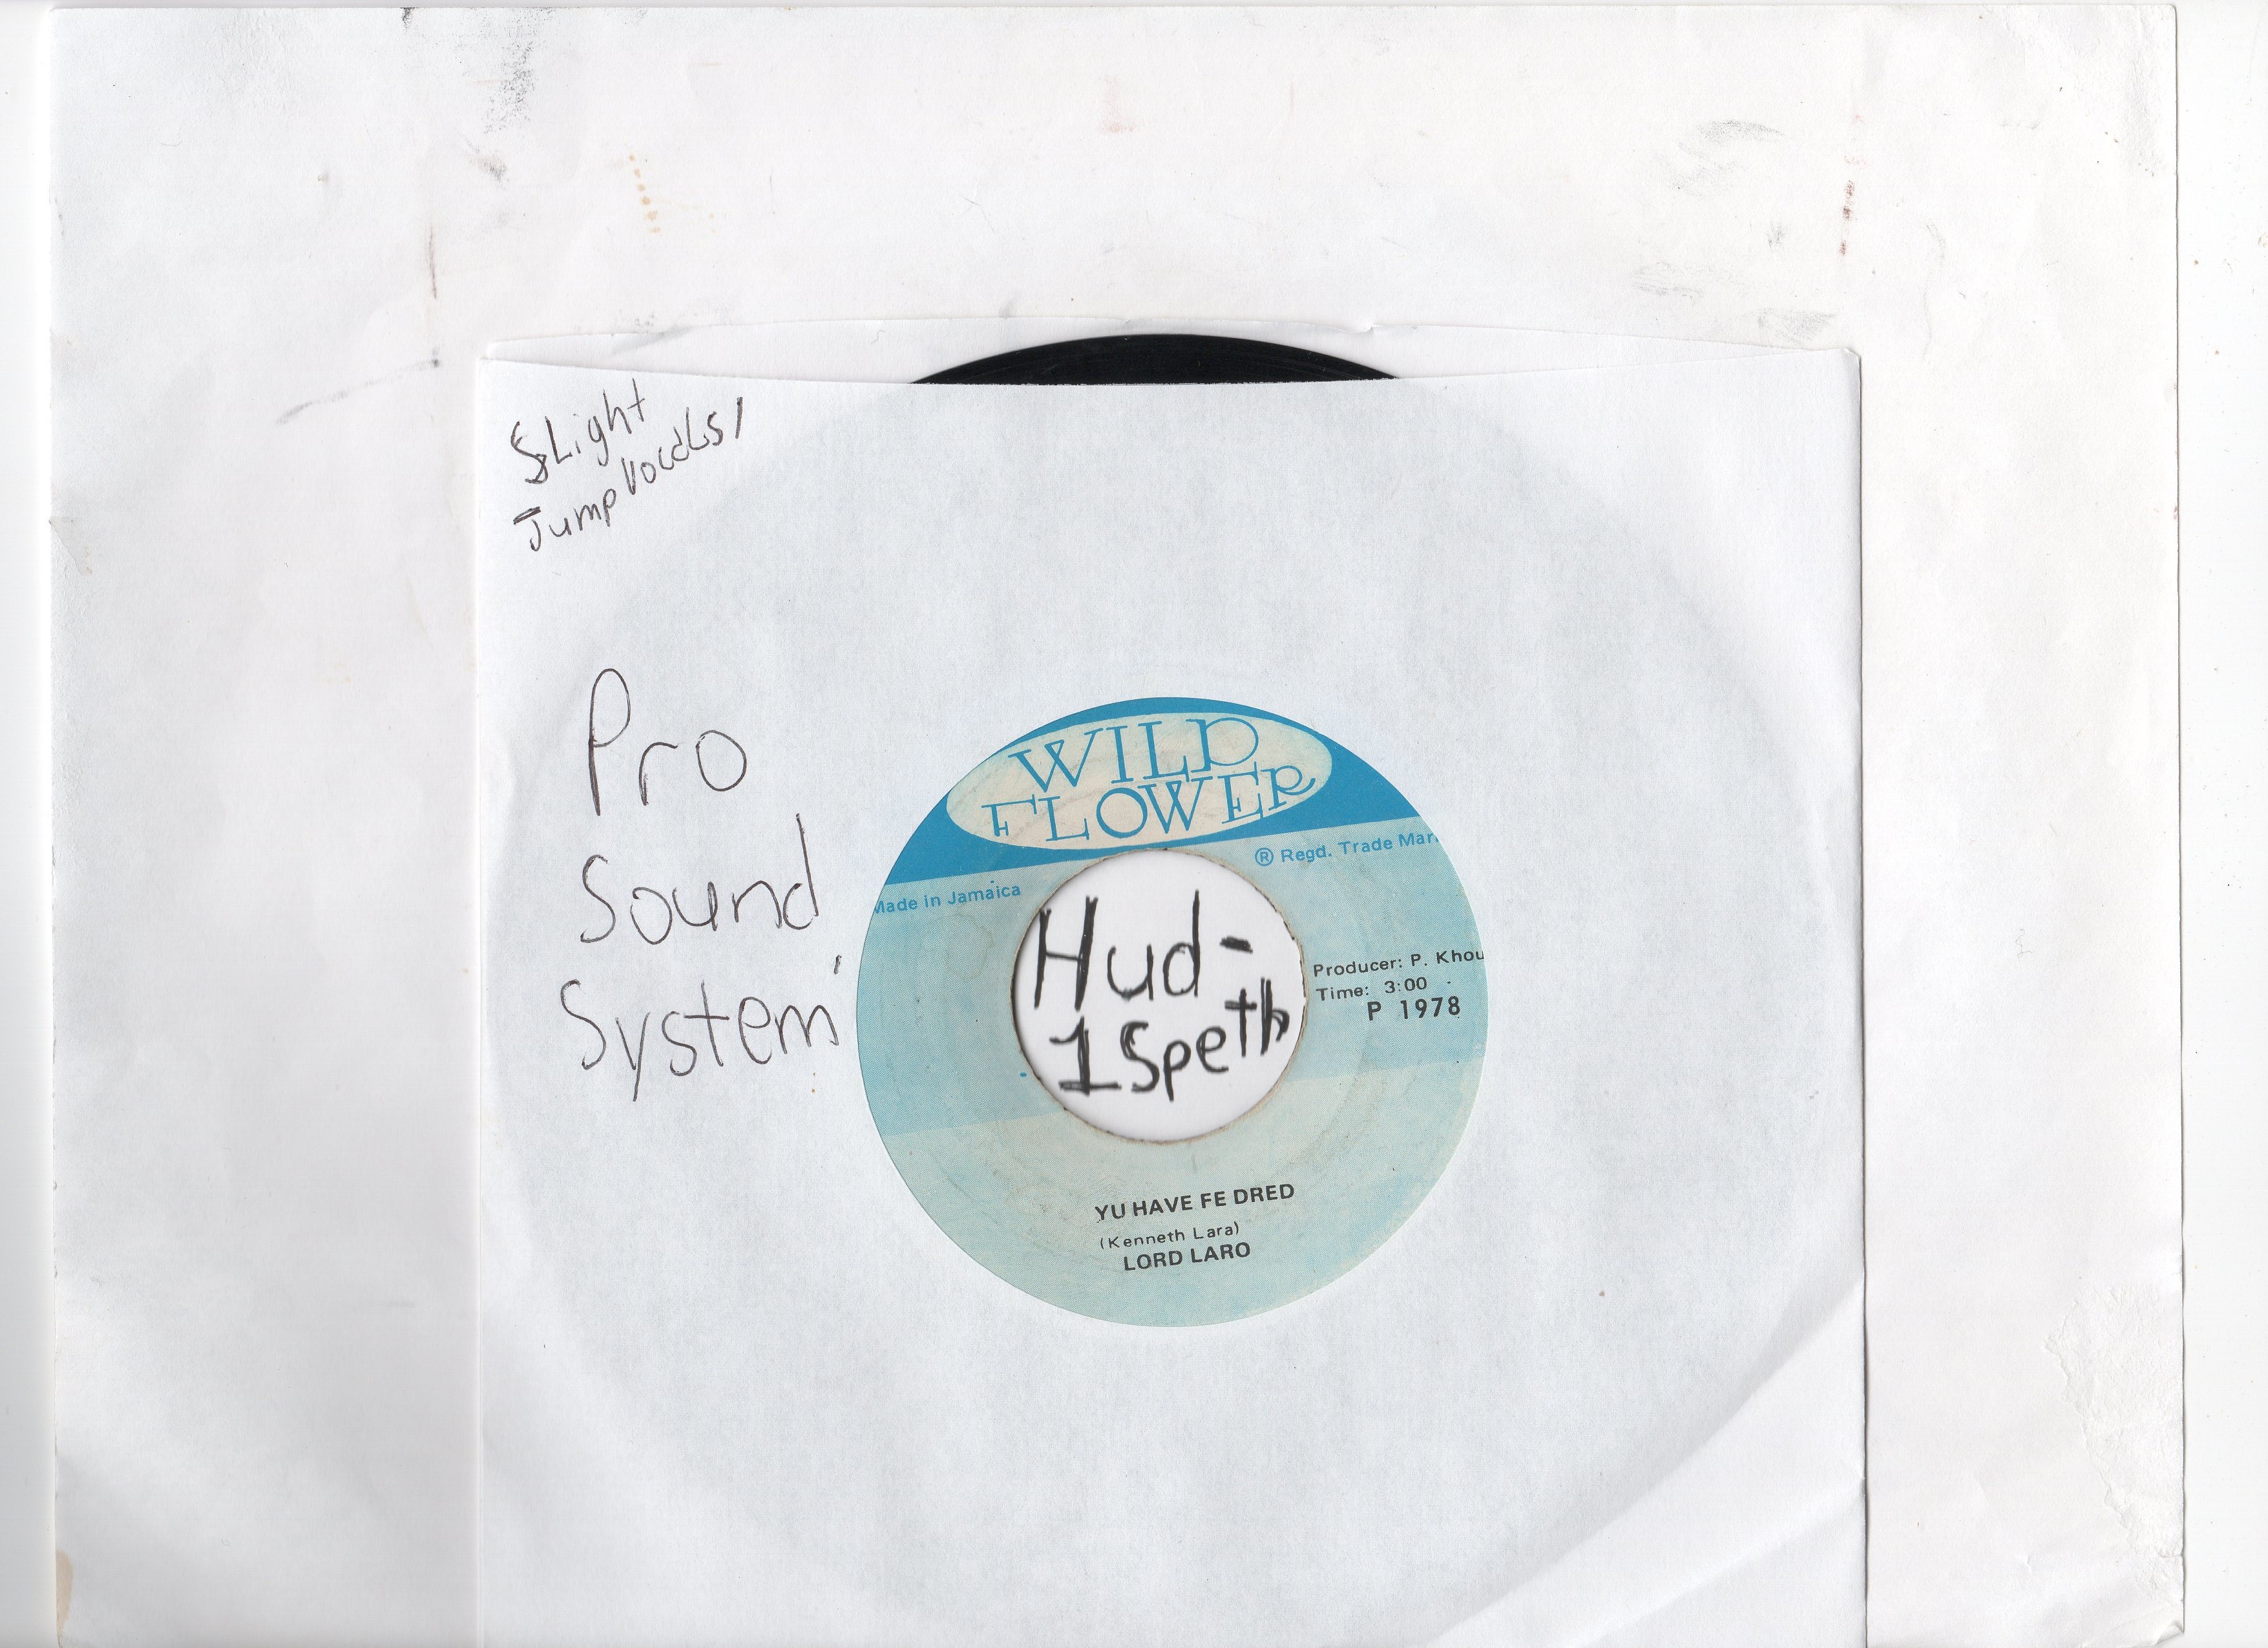 SLight
Jump Vocals/
Pro
Sound
System
WILD
FLOWER
® Regd. Trade Mar
Made in Jamaica
Hud-
1Speth
Producer: P. Khou
Time: 3:00
P 1978
YU HAVE FE DRED
(Kenneth Lara)
LORD LARO